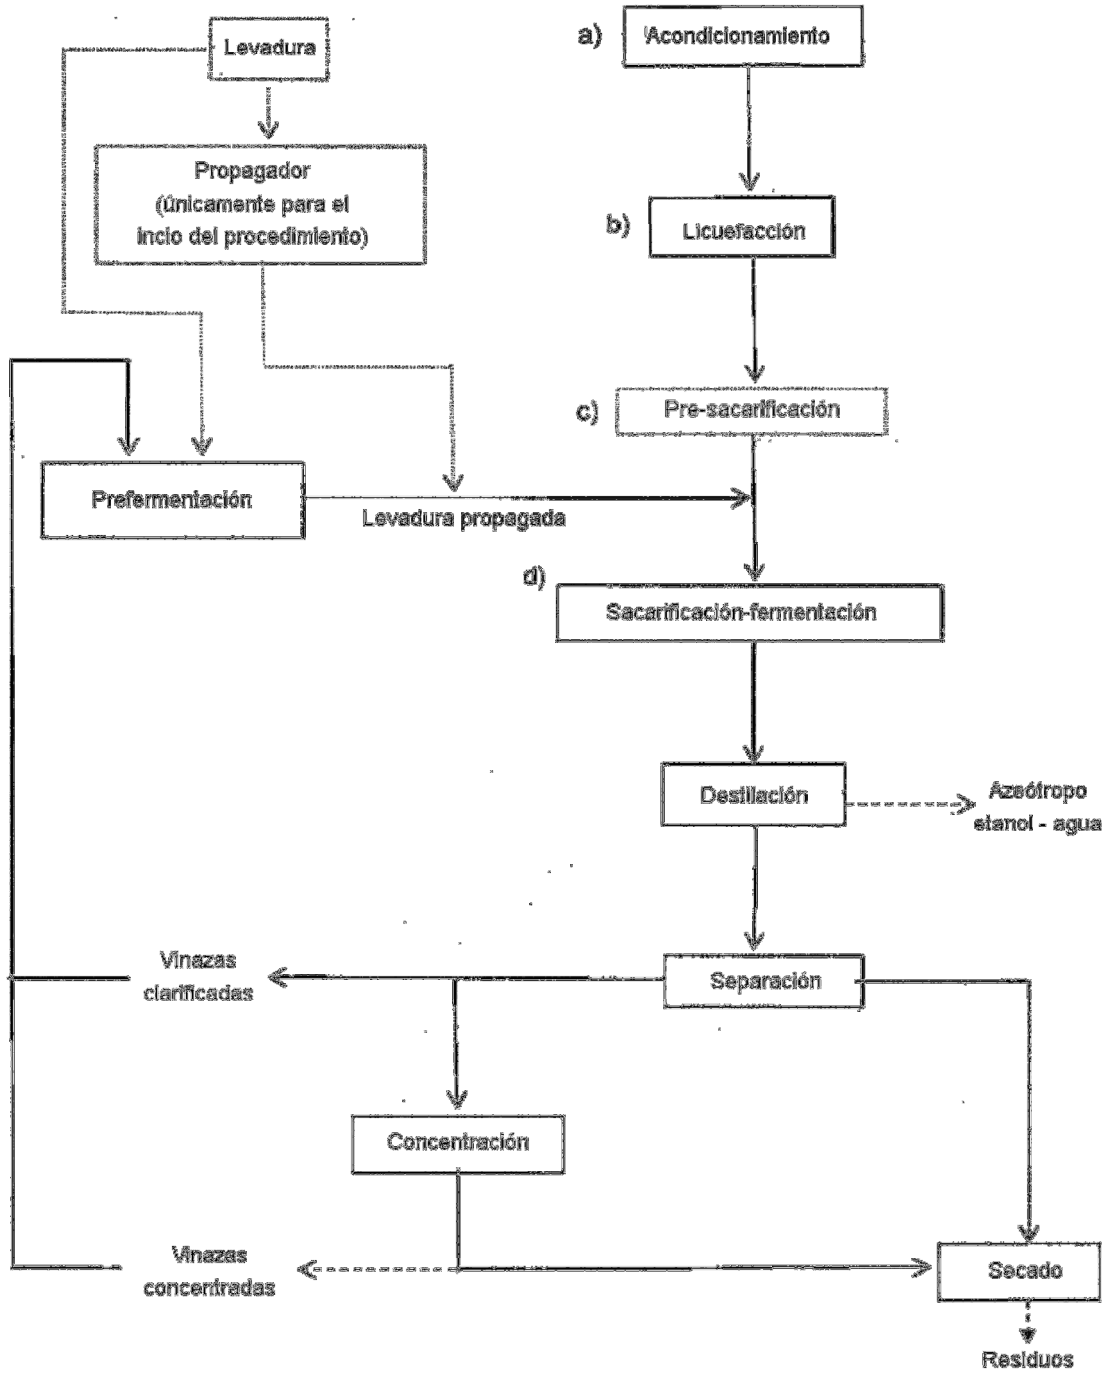 Levadura
a)
Acondicionamiento
Propagador
(únicamente para el
incio del procedimiento)
b)
Licuefacción
c)
Pre-sacarificación
Prefermentación
Levadura propagada
d)
Sacarificación-fermentación
Destilación
Azeótropo
etanol - agua
Separación
Vinazas
clarificadas
Concentración
Vinazas
concentradas
Secado
Residuos